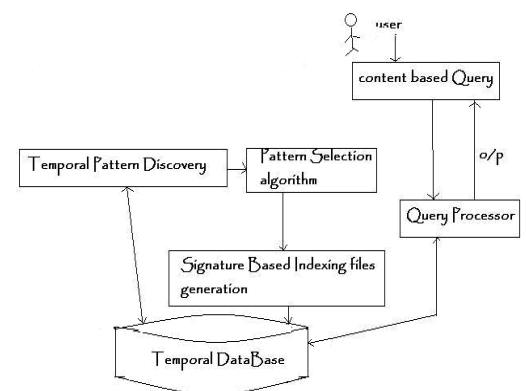 user
content based Query
Temporal Pattern Discovery
Pattern Selection
algorithm
o/p
Query Processor
Signature Based Indexing files
generation
Temporal DataBase